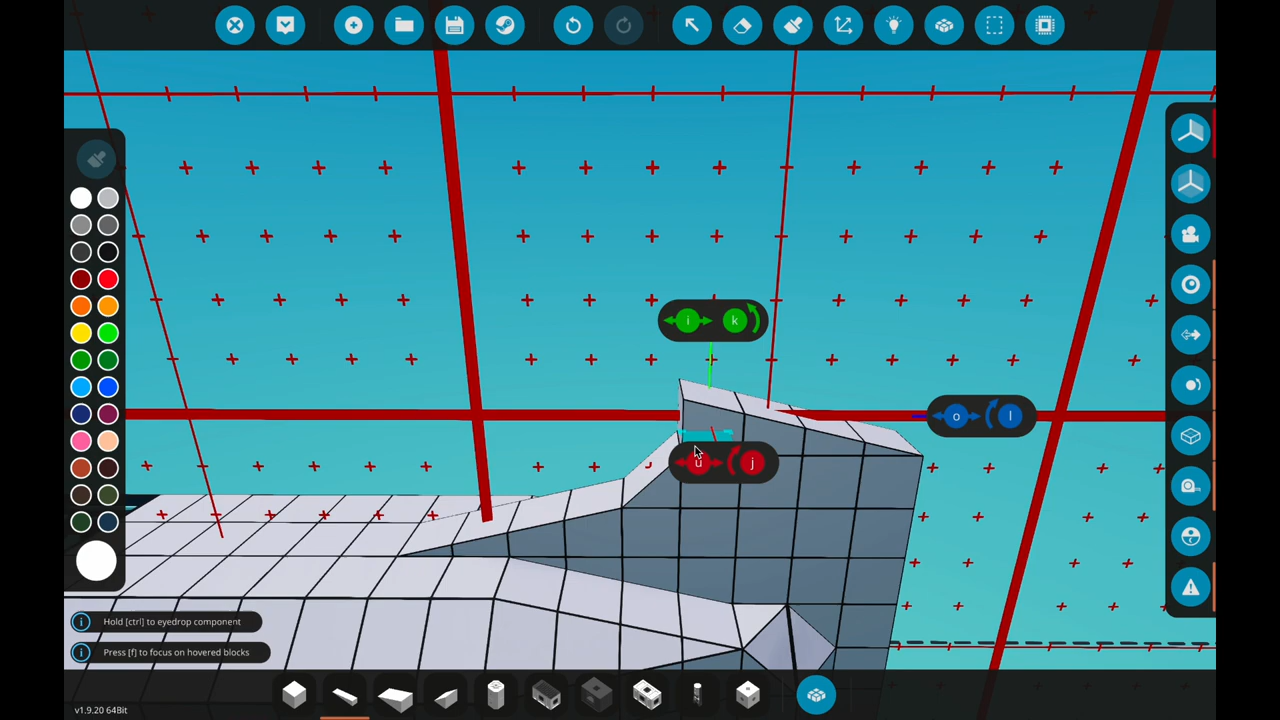 i k
o l
u j
Hold [ctrl] to eyedrop component
Press [f] to focus on hovered blocks
v1.9.20 64Bit